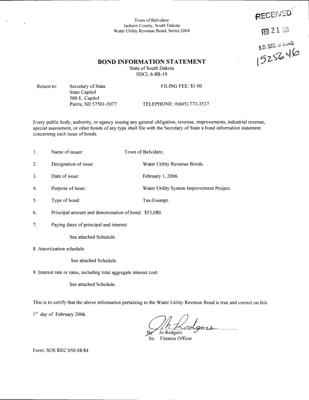 Town of Belvidere
Jackson County, South Dakota
Water Utility Revenue Bond, Series 2004
RECEIVED
FEB 21 '06
S.D. SEC. OF STATE
1525646
BOND INFORMATION STATEMENT
State of South Dakota
SDCL 6-8B-19
Return to: Secretary of State FILING FEE: $1.00
State Capitol
500 E. Capitol
Pierre, SD 57501-5077 TELEPHONE: #(605) 773-3537
Every public body, authority, or agency issuing any general obligation, revenue, improvements, industrial revenue,
special assessment, or other bonds of any type shall file with the Secretary of State a bond information statement
concerning each issue of bonds.
1. Name of issuer: Town of Belvidere.
2. Designation of issue: Water Utility Revenue Bonds.
3. Date of issue: February 1, 2006.
4. Purpose of issue: Water Utility System Improvement Project.
5. Type of bond: Tax-Exempt.
6. Principal amount and denomination of bond: $53,080.
7. Paying dates of principal and interest:
See attached Schedule.
8. Amortization schedule:
See attached Schedule.
9. Interest rate or rates, including total aggregate interest cost:
See attached Schedule.
This is to certify that the above information pertaining to the Water Utility Revenue Bond is true and correct on this
1st day of February 2006.
By: Jo Rodgers
Its: Finance Officer
Form: SOS REC 050 08/84